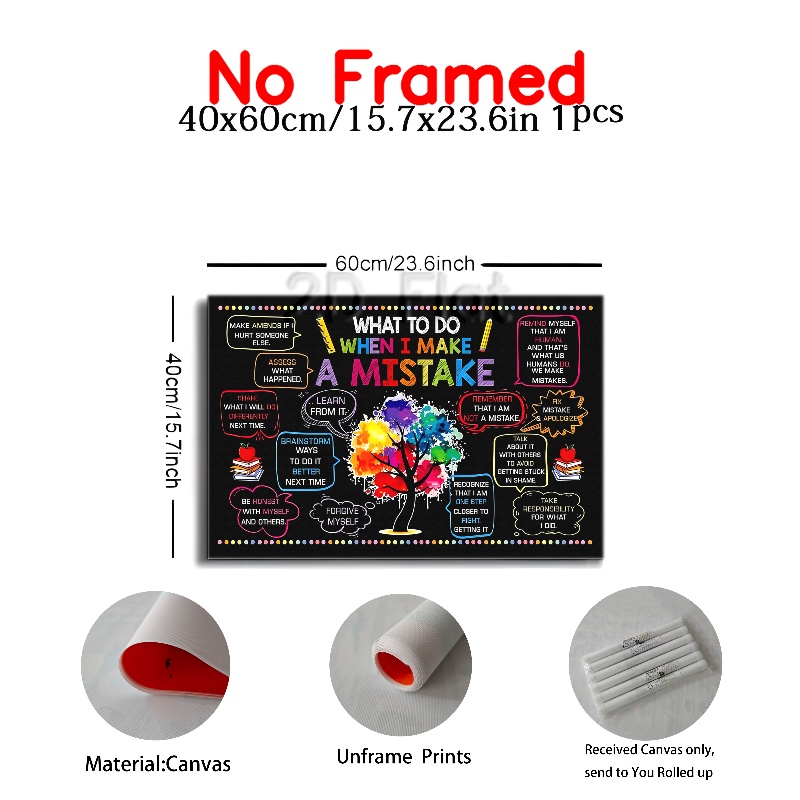 No Framed
40x60cm/15.7x23.6in 1pcs
60cm/23.6inch
2D Flat
40cm/15.7inch
WHAT TO DO
WHEN I MAKE
A MISTAKE
MAKE AMENDS IF I
HURT SOMEONE
ELSE.
ASSESS
WHAT
HAPPENED.
REMIND MYSELF
THAT I AM
HUMAN.
AND THAT'S
WHAT US
HUMANS DO.
WE MAKE
MISTAKES.
SHARE
WHAT I WILL DO
DIFFERENTLY
NEXT TIME.
LEARN
FROM IT.
REMEMBER
THAT I AM
NOT A MISTAKE.
FIX
MISTAKE
& APOLOGIZE
BRAINSTORM
WAYS
TO DO IT
BETTER
NEXT TIME
TALK
ABOUT IT
WITH OTHERS
TO AVOID
GETTING STUCK
IN SHAME.
BE HONEST
WITH MYSELF
AND OTHERS.
FORGIVE
MYSELF
RECOGNIZE
THAT I AM
ONE STEP
CLOSER TO
RIGHT.
GETTING IT
TAKE
RESPONSIBILITY
FOR WHAT
I DID.
Material:Canvas
Unframe Prints
Received Canvas only,
send to You Rolled up